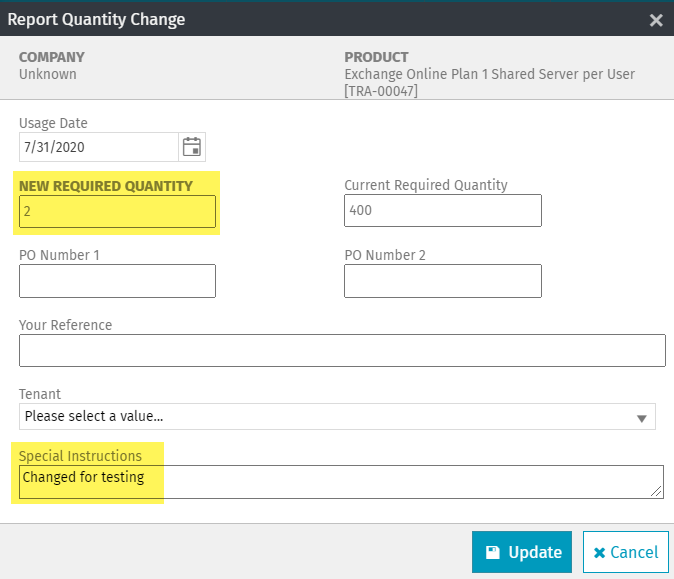 Report Quantity Change
COMPANY
Unknown
PRODUCT
Exchange Online Plan 1 Shared Server per User
[TRA-00047]
Usage Date
7/31/2020
NEW REQUIRED QUANTITY
2
Current Required Quantity
400
PO Number 1
PO Number 2
Your Reference
Tenant
Please select a value...
Special Instructions
Changed for testing
Update
Cancel